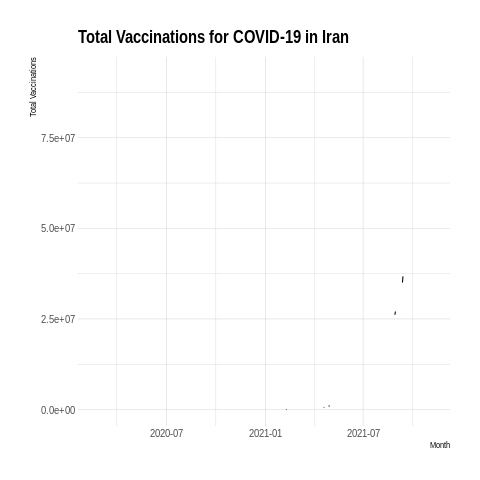 Total Vaccinations for COVID-19 in Iran
Total Vaccinations
7.5e+07
5.0e+07
2.5e+07
0.0e+00
2020-07
2021-01
2021-07
Month